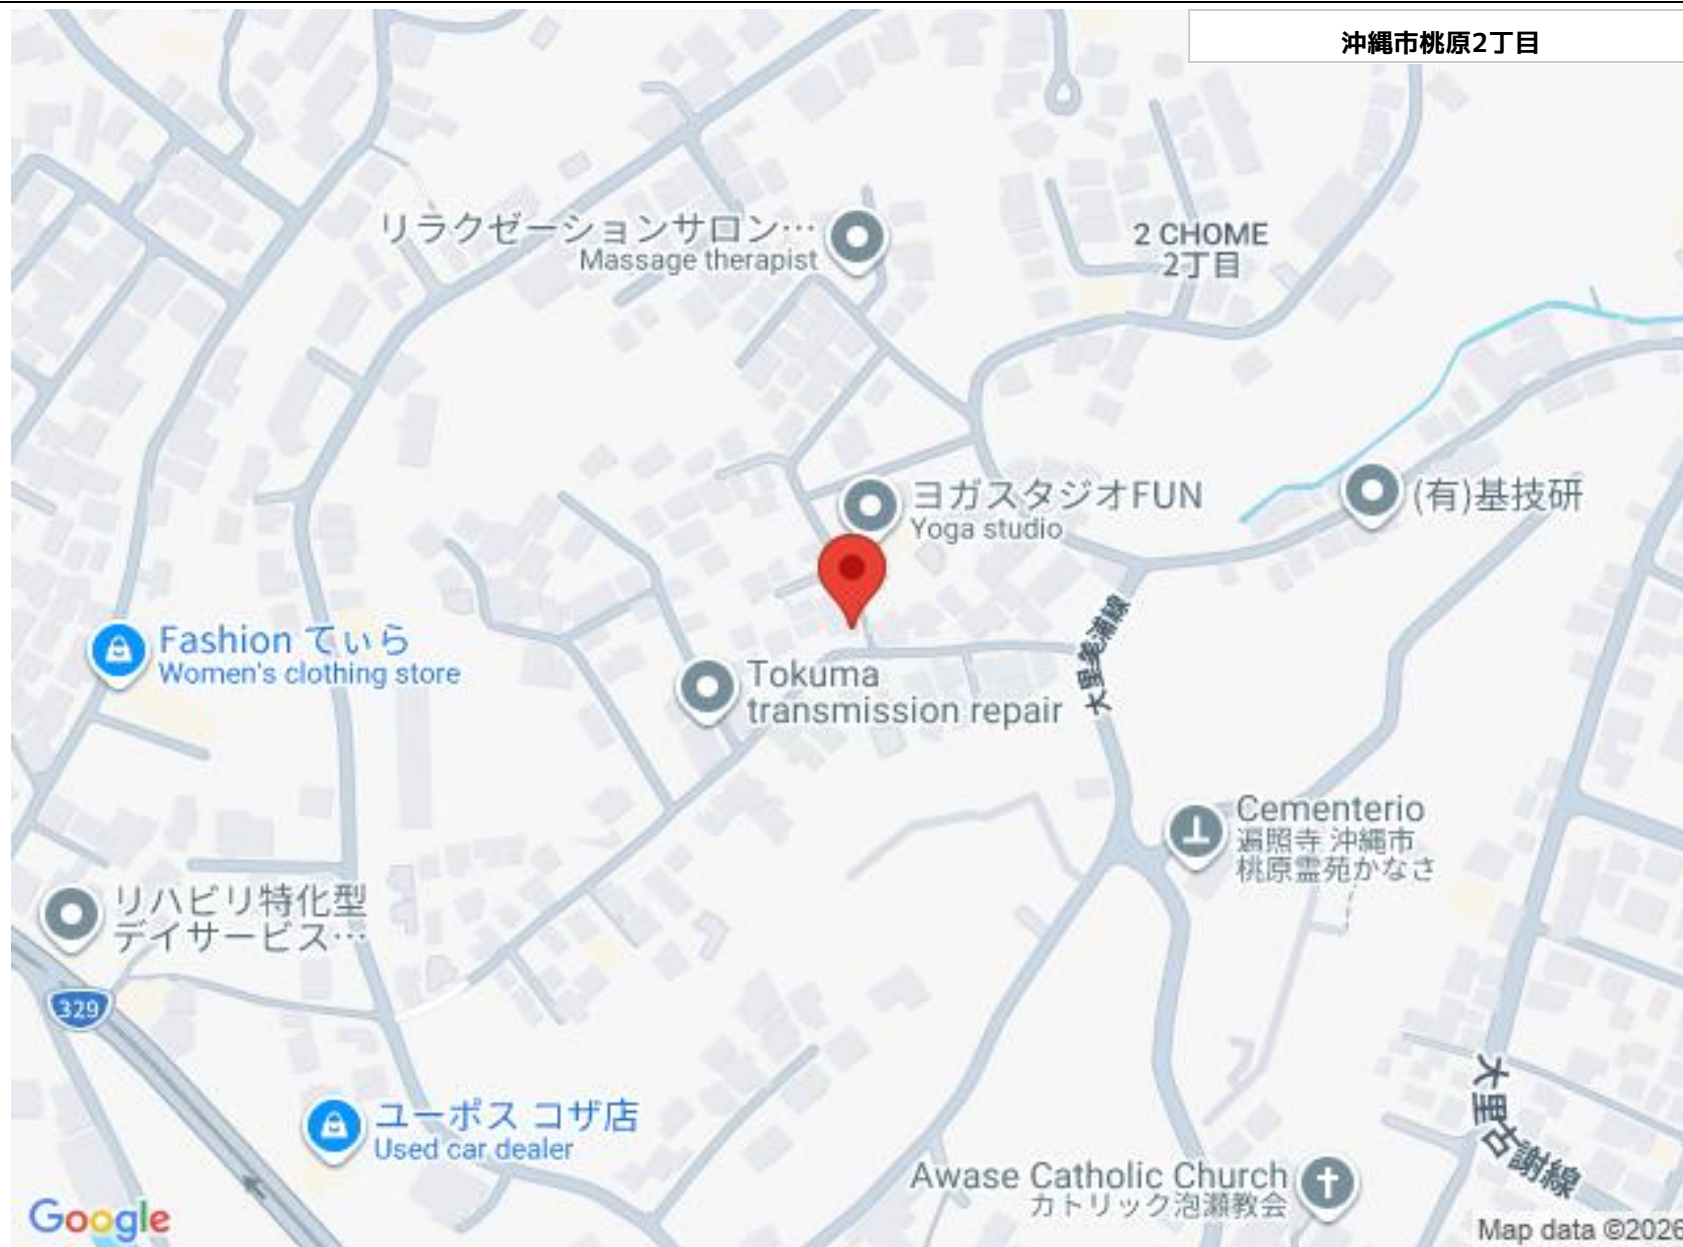 沖縄市桃原2丁目
リラクゼーションサロン…
Massage therapist
2 CHOME
2丁目
ヨガスタジオFUN
Yoga studio
(有)基技研
Fashion てぃら
Women's clothing store
大里美浦線
Tokuma
transmission repair
Cementerio
遍照寺 沖縄市
桃原霊苑かなさ
リハビリ特化型
デイサービス…
329
大里古謝線
ユーポス コザ店
Used car dealer
Awase Catholic Church
カトリック泡瀬教会
Google
Map data ©2026